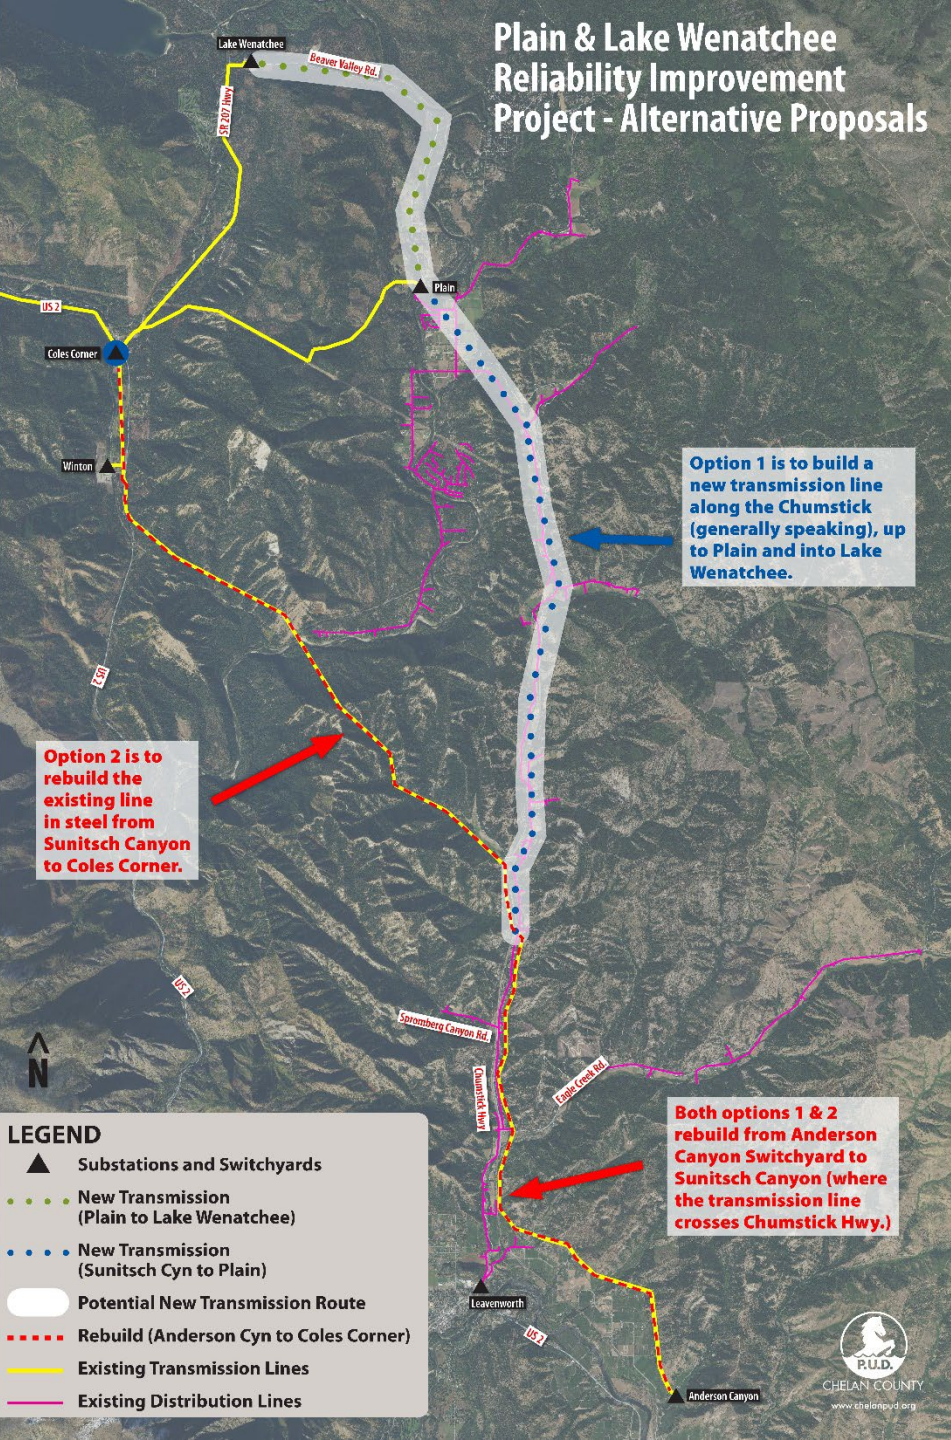 Plain & Lake Wenatchee
Reliability Improvement
Project - Alternative Proposals
Lake Wenatchee
Beaver Valley Rd.
SR 207 Hwy
Plain
US 2
Coles Corner
Winton
Option 1 is to build a
new transmission line
along the Chumstick
(generally speaking), up
to Plain and into Lake
Wenatchee.
US 2
Option 2 is to
rebuild the
existing line
in steel from
Sunitsch Canyon
to Coles Corner.
US 2
Spromberg Canyon Rd.
Chumstick Hwy
Eagle Creek Rd.
N
Both options 1 & 2
rebuild from Anderson
Canyon Switchyard to
Sunitsch Canyon (where
the transmission line
crosses Chumstick Hwy.)
LEGEND
Substations and Switchyards
New Transmission
(Plain to Lake Wenatchee)
New Transmission
(Sunitsch Cyn to Plain)
Potential New Transmission Route
Rebuild (Anderson Cyn to Coles Corner)
Existing Transmission Lines
Existing Distribution Lines
Leavenworth
US 2
Anderson Canyon
P.U.D.
CHELAN COUNTY
www.chelanpud.org